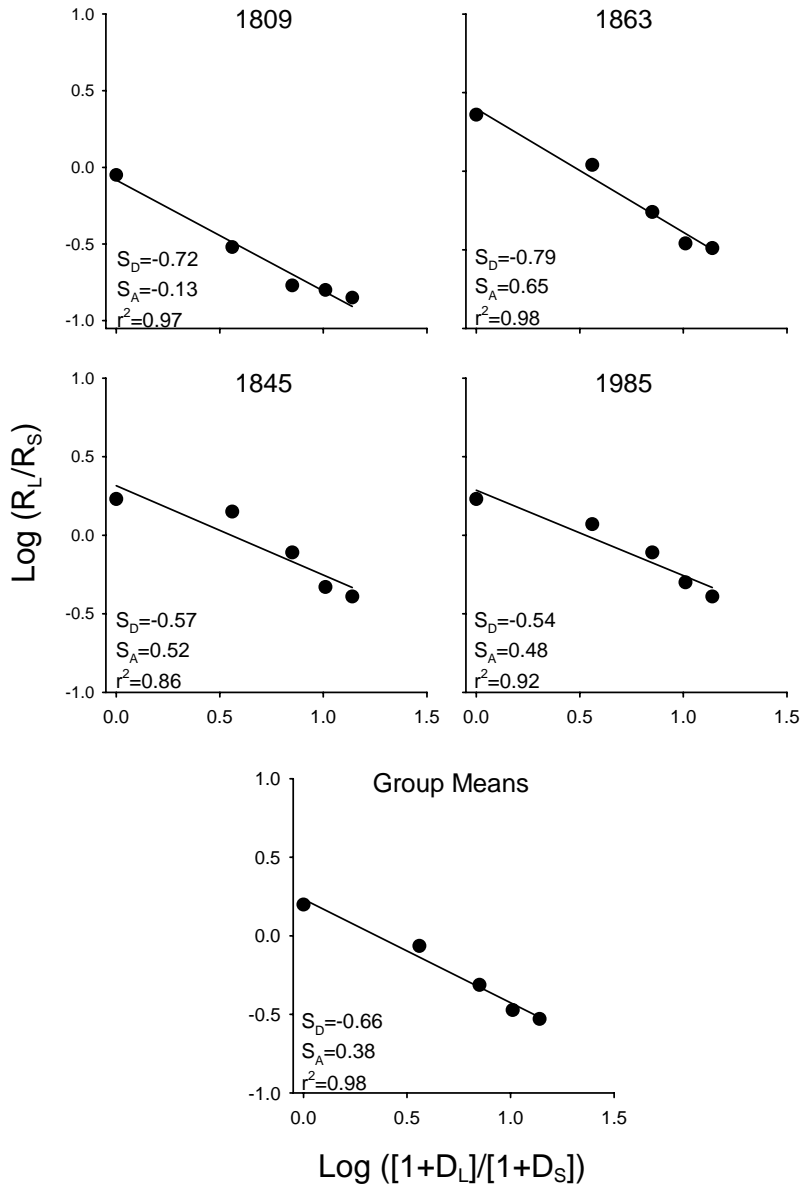 1809
1.0
0.5
0.0
-0.5
-1.0
S_D=-0.72
S_A=-0.13
r²=0.97
1863
S_D=-0.79
S_A=0.65
r²=0.98
Log (R_L/R_S)
1845
1.0
0.5
0.0
-0.5
-1.0
S_D=-0.57
S_A=0.52
r²=0.86
0.0 0.5 1.0 1.5
1985
S_D=-0.54
S_A=0.48
r²=0.92
0.0 0.5 1.0 1.5
Group Means
1.0
0.5
0.0
-0.5
-1.0
S_D=-0.66
S_A=0.38
r²=0.98
0.0 0.5 1.0 1.5
Log ([1+D_L]/[1+D_S])